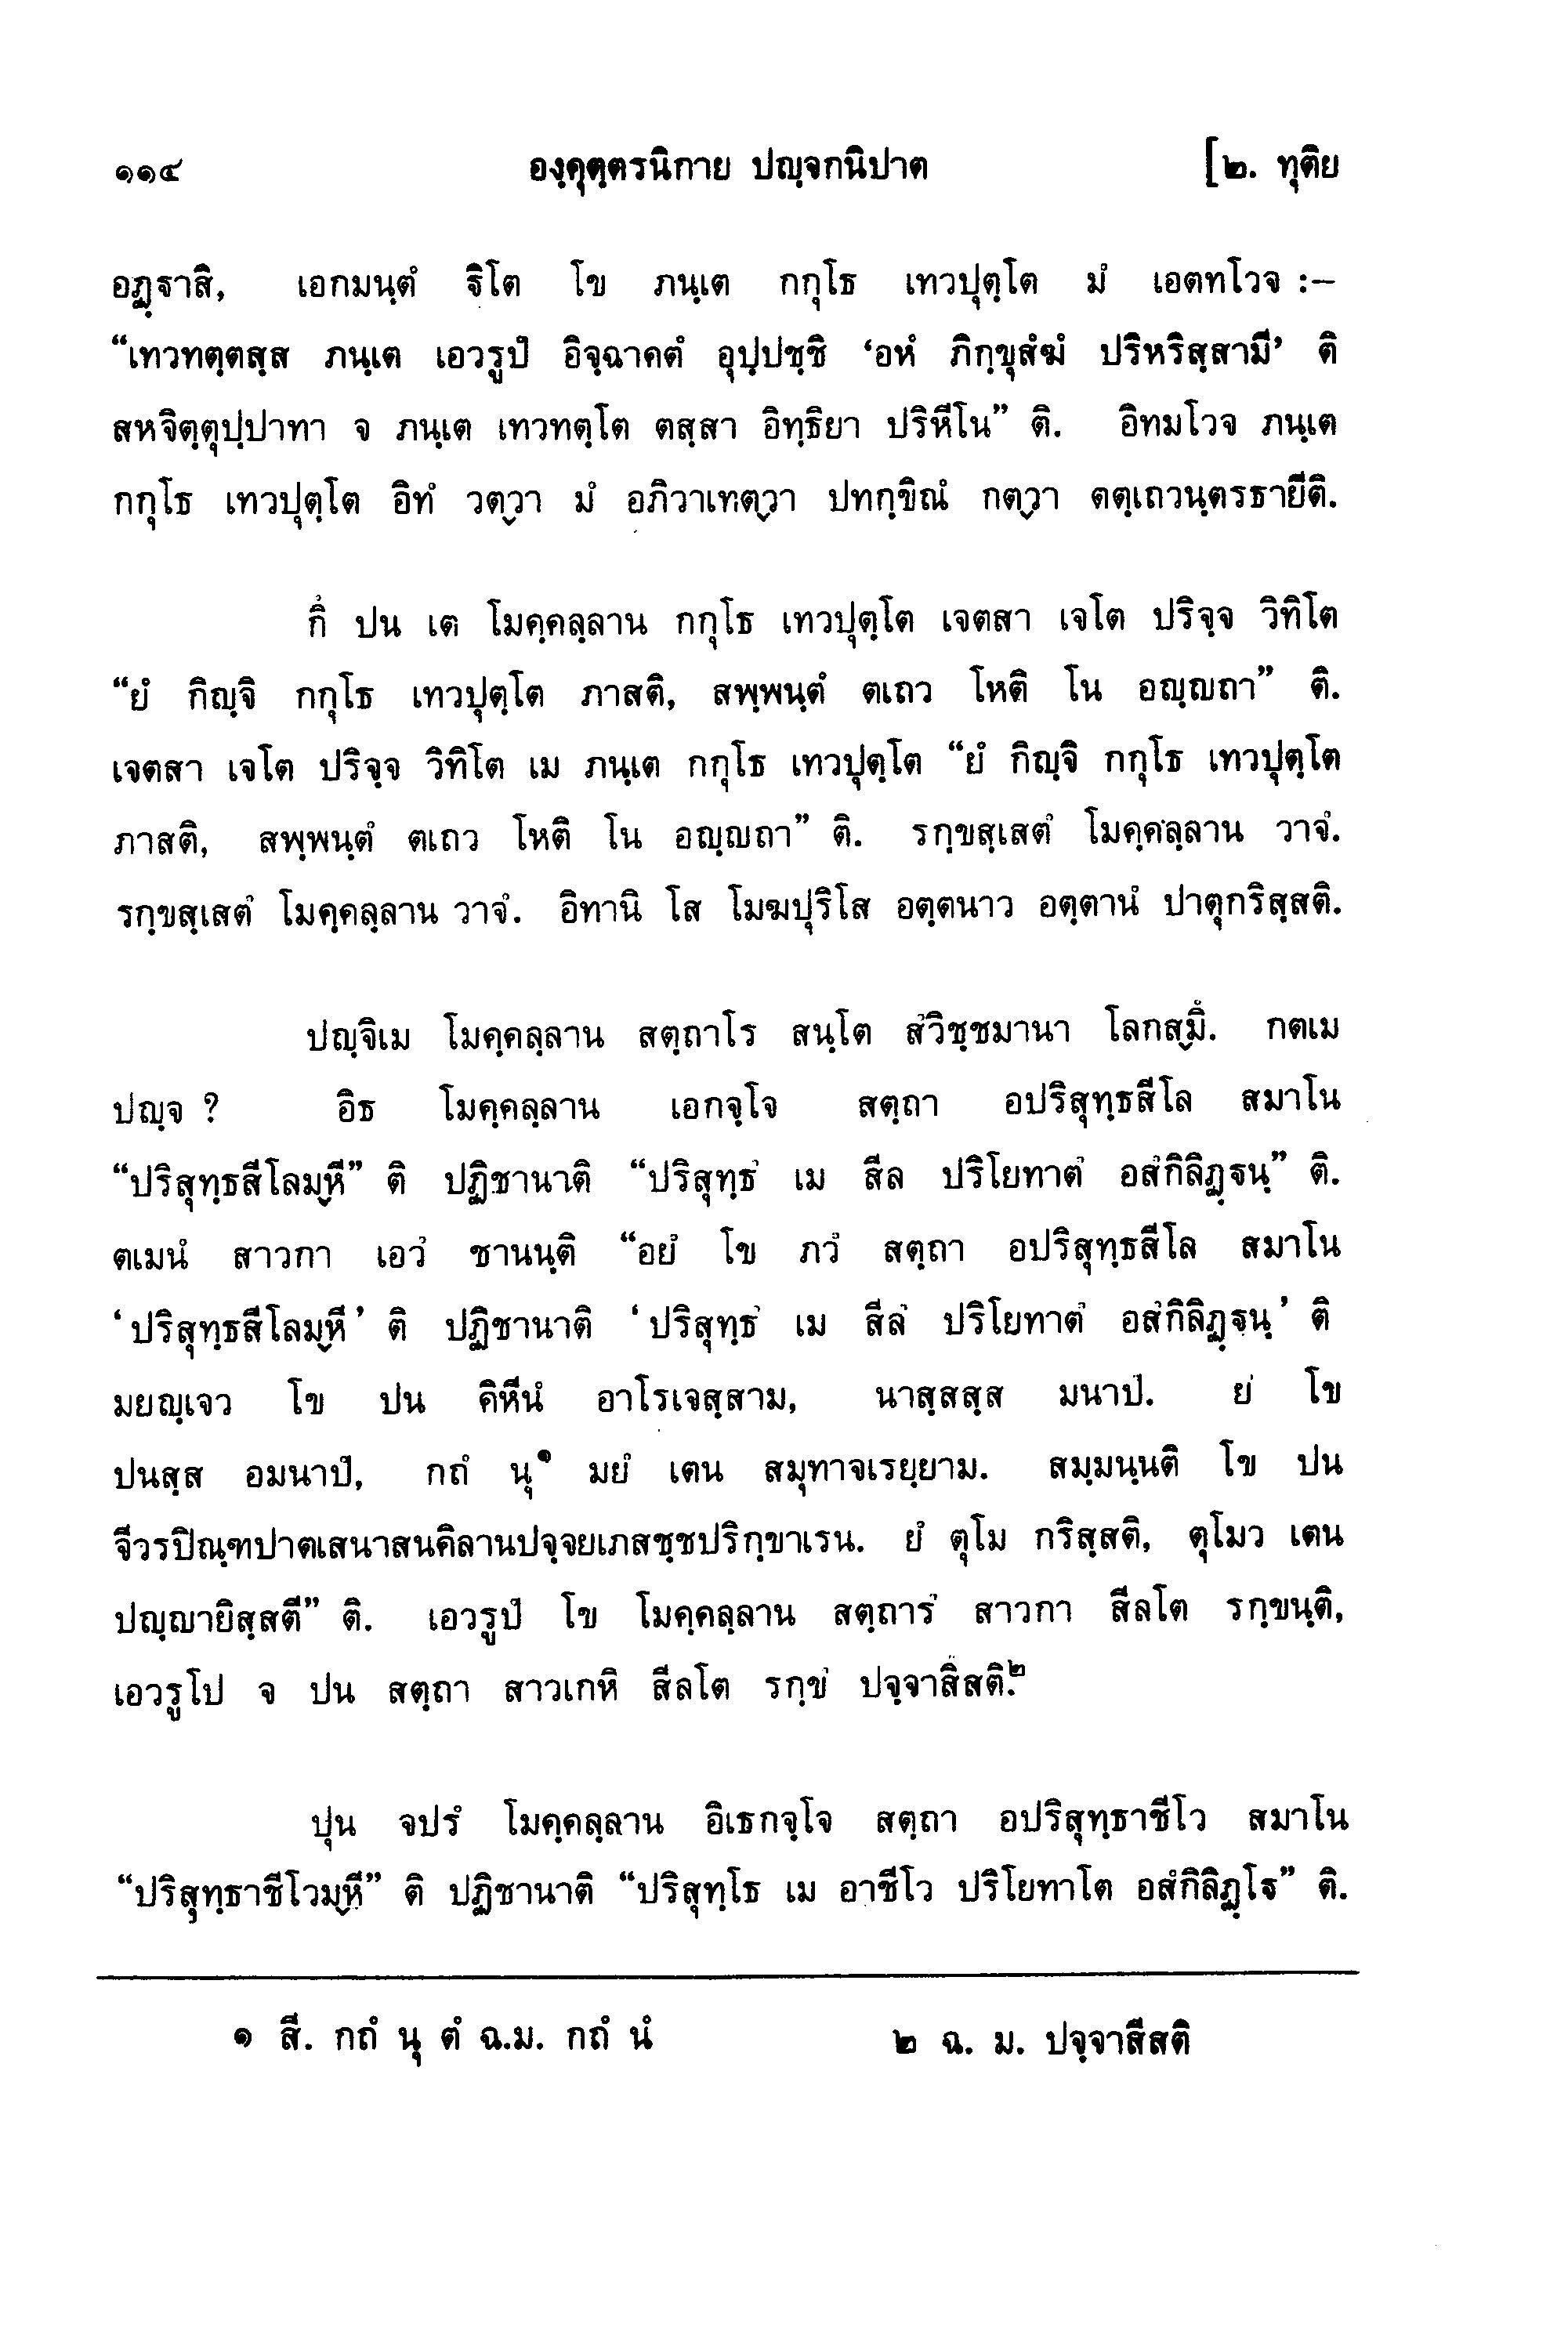 ๑๑๔ องฺคุตฺตรนิกาย ปญฺจกนิปาต [๒. ทุติย
อฏฺฐาสิ, เอกมนฺตํ ฐิโต โข ภนฺเต กกุโธ เทวปุตฺโต มํ เอตทโวจ :–
“เทวทตฺตสฺส ภนฺเต เอวรูปํ อิจฺฉาคตํ อุปฺปชฺชิ ‘อหํ ภิกฺขุสํฆํ ปริหริสฺสามี’ ติ
สหจิตฺตุปฺปาทา จ ภนฺเต เทวทตฺโต ตสฺสา อิทฺธิยา ปริหีโน” ติ. อิทมโวจ ภนฺเต
กกุโธ เทวปุตฺโต อิทํ วตฺวา มํ อภิวาเทตฺวา ปทกฺขิณํ กตฺวา ตตฺเถวนฺตรธายีติ.
กึ ปน เต โมคฺคลฺลาน กกุโธ เทวปุตฺโต เจตสา เจโต ปริจฺจ วิทิโต
“ยํ กิญฺจิ กกุโธ เทวปุตฺโต ภาสติ, สพฺพนฺตํ ตเถว โหติ โน อญฺญถา” ติ.
เจตสา เจโต ปริจฺจ วิทิโต เม ภนฺเต กกุโธ เทวปุตฺโต “ยํ กิญฺจิ กกุโธ เทวปุตฺโต
ภาสติ, สพฺพนฺตํ ตเถว โหติ โน อญฺญถา” ติ. รกฺขสฺเสตํ โมคฺคลฺลาน วาจํ.
รกฺขสฺเสตํ โมคฺคลฺลาน วาจํ. อิทานิ โส โมฆปุริโส อตฺตนาว อตฺตานํ ปาตุกริสฺสติ.
ปญฺจิเม โมคฺคลฺลาน สตฺถาโร สนฺโต สํวิชฺชมานา โลกสฺมึ. กตเม
ปญฺจ ? อิธ โมคฺคลฺลาน เอกจฺโจ สตฺถา อปริสุทฺธสีโล สมาโน
“ปริสุทฺธสีโลมฺหี” ติ ปฏิชานาติ “ปริสุทฺธํ เม สีล ปริโยทาตํ อสํกิลิฏฺฐนฺ” ติ.
ตเมนํ สาวกา เอวํ ชานนฺติ “อยํ โข ภวํ สตฺถา อปริสุทฺธสีโล สมาโน
‘ปริสุทฺธสีโลมฺหี’ ติ ปฏิชานาติ ‘ปริสุทฺธํ เม สีลํ ปริโยทาตํ อสํกิลิฏฺฐนฺ’ ติ
มยญฺเจว โข ปน คิหีนํ อาโรเจสฺสาม, นาสฺสสฺส มนาปํ. ยํ โข
ปนสฺส อมนาปํ, กถํ นุ๑ มยํ เตน สมุทาจเรยฺยาม. สมฺมนฺนติ โข ปน
จีวรปิณฺฑปาตเสนาสนคิลานปจฺจยเภสชฺชปริกฺขาเรน. ยํ ตุโม กริสฺสติ, ตุโมว เตน
ปญฺญายิสฺสตี” ติ. เอวรูปํ โข โมคฺคลฺลาน สตฺถารํ สาวกา สีลโต รกฺขนฺติ,
เอวรูโป จ ปน สตฺถา สาวเกหิ สีลโต รกฺขํ ปจฺจาสึสติ.๒
ปุน จปรํ โมคฺคลฺลาน อิเธกจฺโจ สตฺถา อปริสุทฺธาชีโว สมาโน
“ปริสุทฺธาชีโวมฺหี” ติ ปฏิชานาติ “ปริสุทฺโธ เม อาชีโว ปริโยทาโต อสํกิลิฏฺโฐ” ติ.
๑ สี. กถํ นุ ตํ ฉ.ม. กถํ นํ ๒ ฉ. ม. ปจฺจาสีสติ